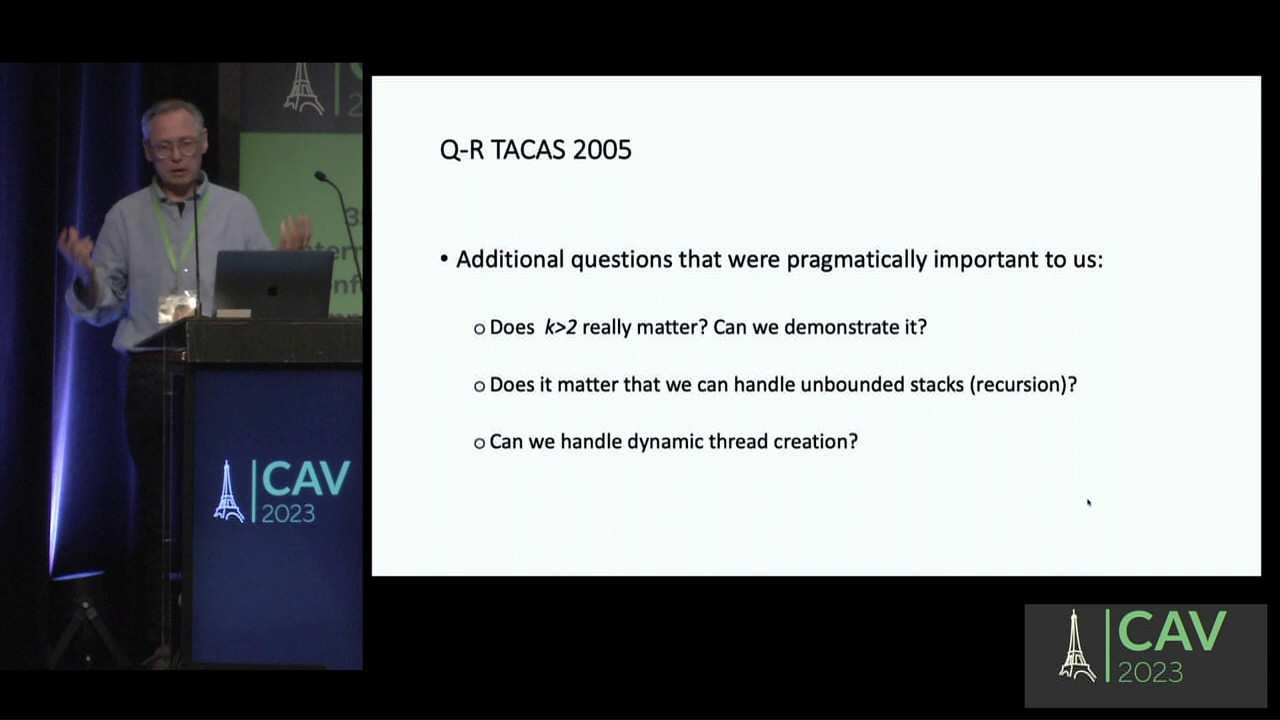 Q-R TACAS 2005
• Additional questions that were pragmatically important to us:
o Does k>2 really matter? Can we demonstrate it?
o Does it matter that we can handle unbounded stacks (recursion)?
o Can we handle dynamic thread creation?
CAV
2023
CAV
2023